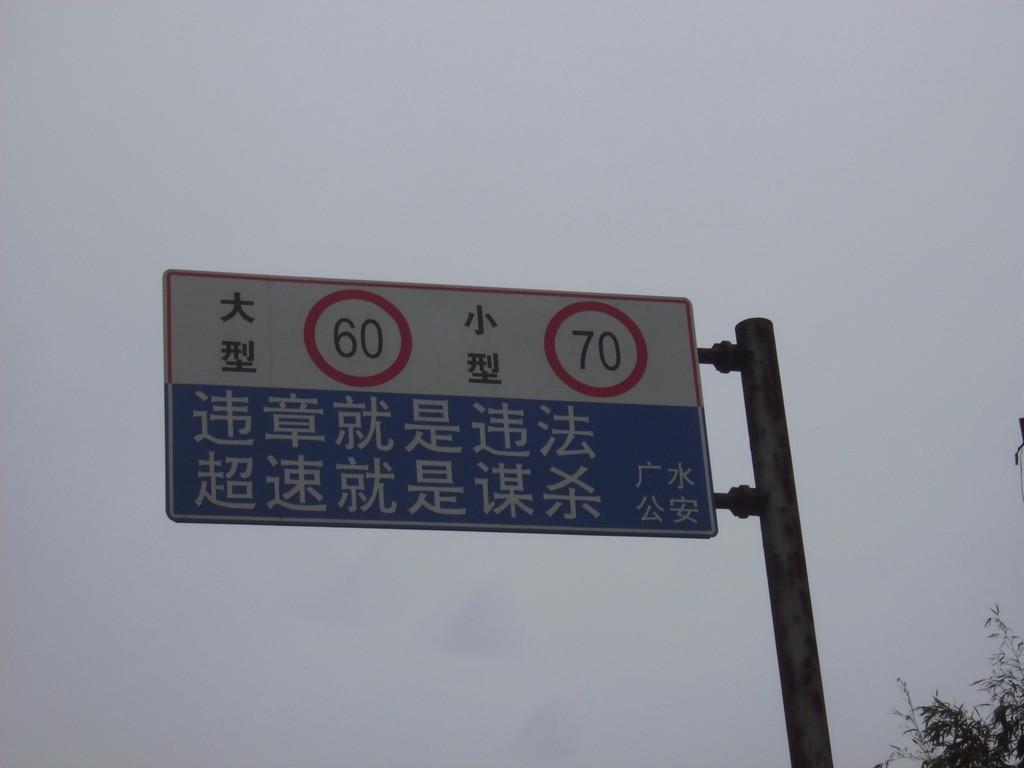 大型 60 小型 70
违章就是违法
超速就是谋杀
广水
公安